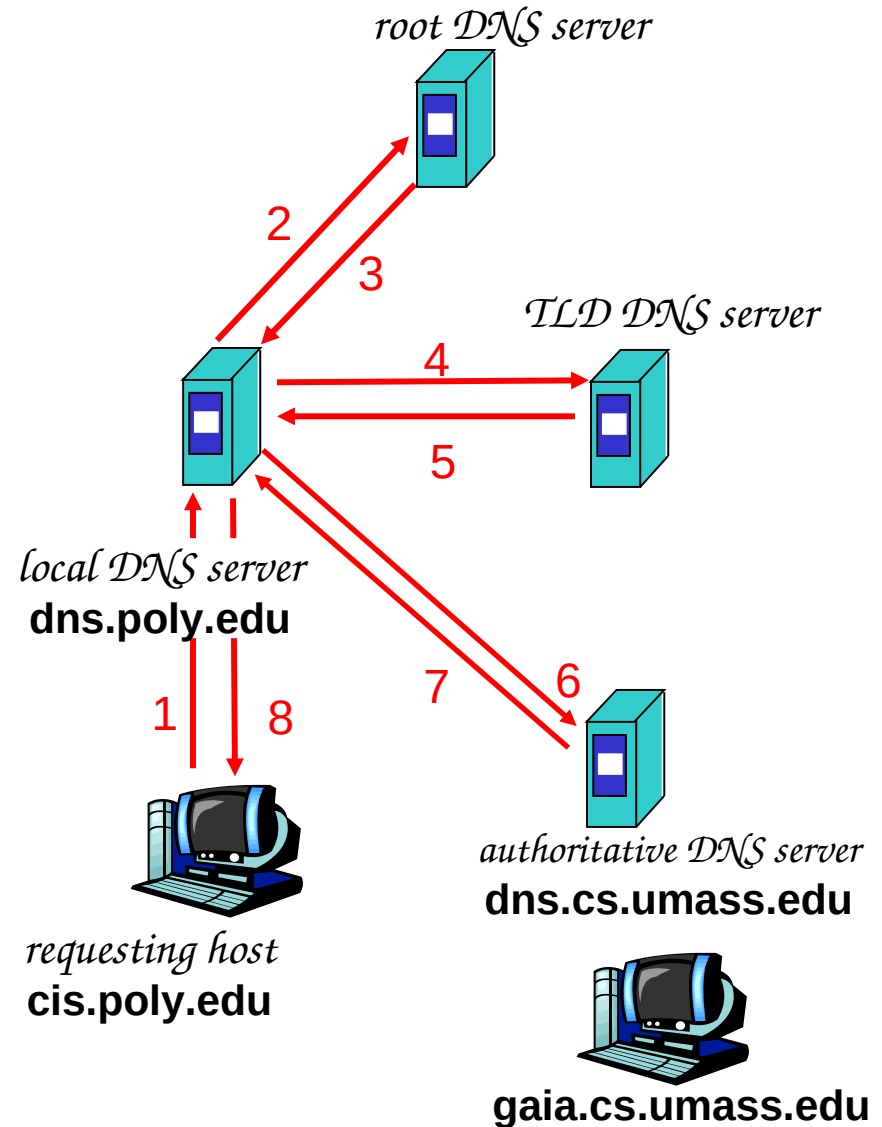 root DNS server
2
3
TLD DNS server
4
5
local DNS server
dns.poly.edu
1
8
7
6
authoritative DNS server
dns.cs.umass.edu
requesting host
cis.poly.edu
gaia.cs.umass.edu